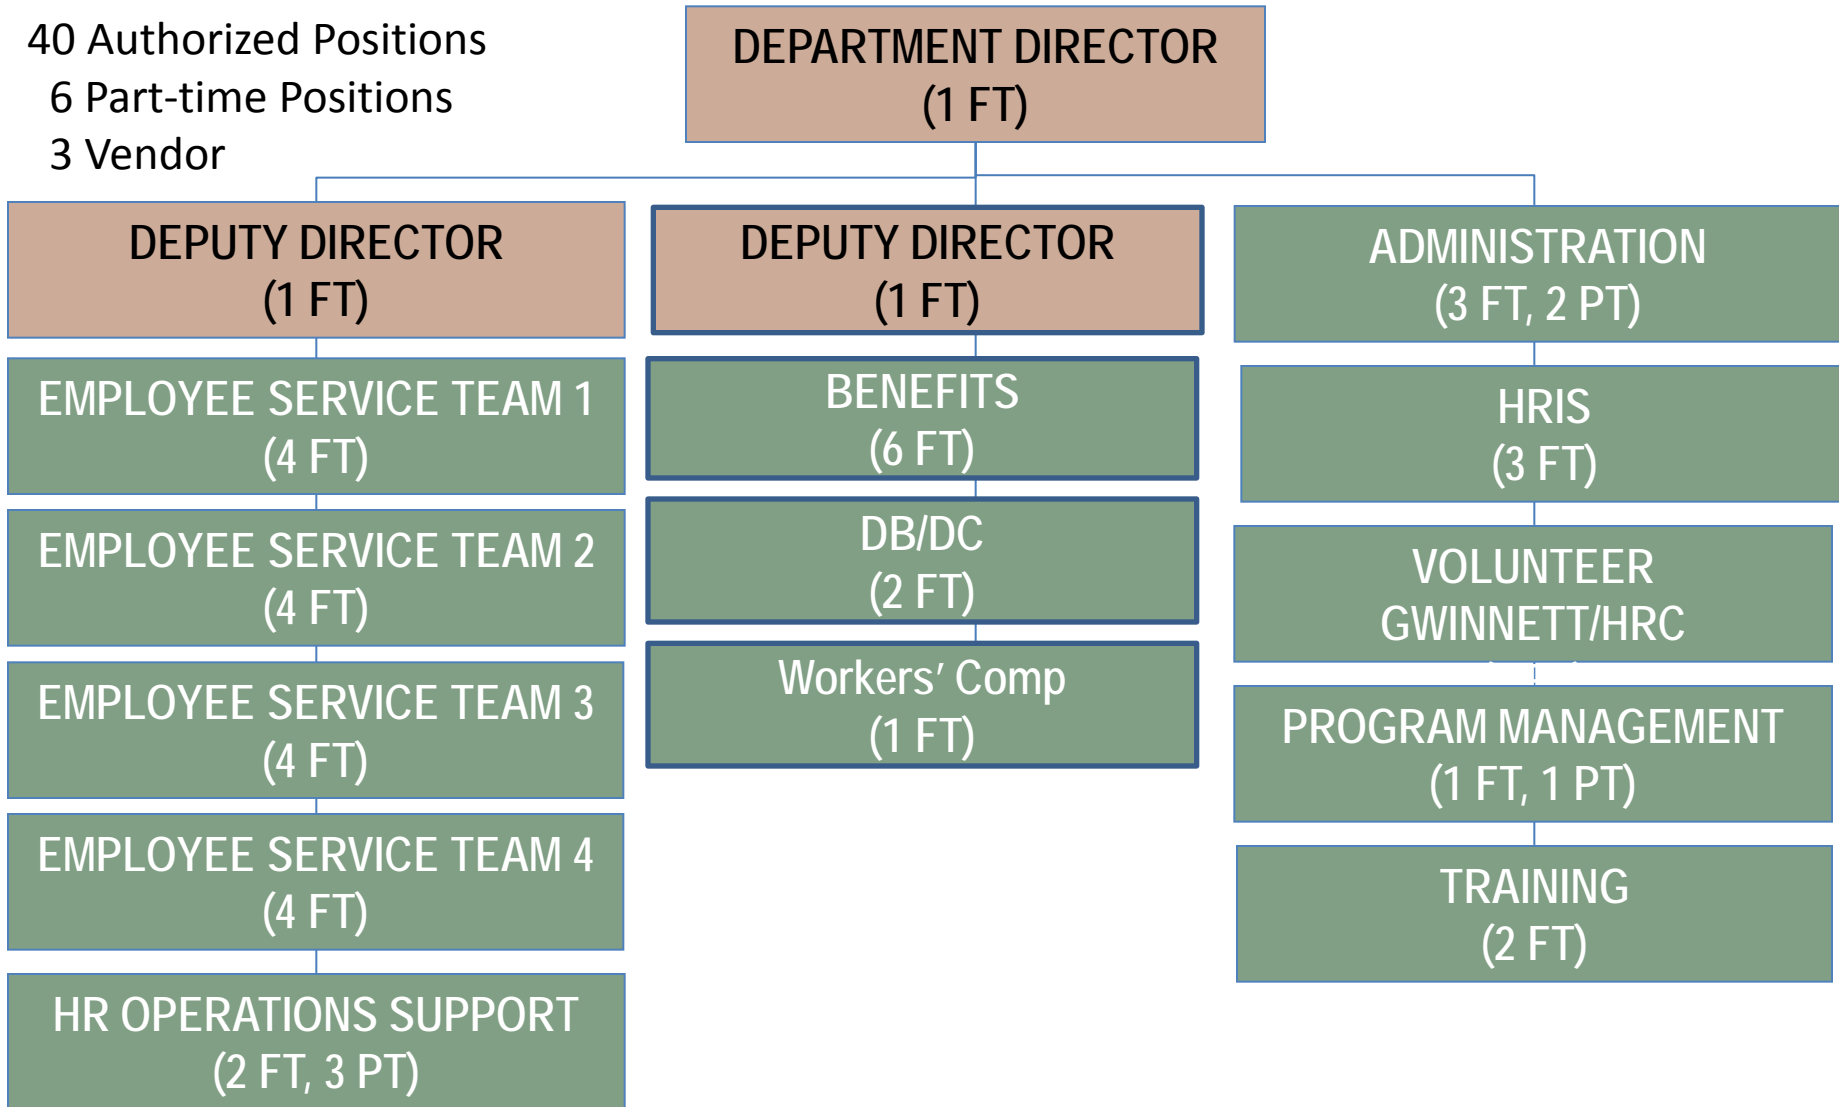 40 Authorized Positions
6 Part-time Positions
3 Vendor
DEPARTMENT DIRECTOR
(1 FT)
DEPUTY DIRECTOR
(1 FT)
EMPLOYEE SERVICE TEAM 1
(4 FT)
EMPLOYEE SERVICE TEAM 2
(4 FT)
EMPLOYEE SERVICE TEAM 3
(4 FT)
EMPLOYEE SERVICE TEAM 4
(4 FT)
HR OPERATIONS SUPPORT
(2 FT, 3 PT)
DEPUTY DIRECTOR
(1 FT)
BENEFITS
(6 FT)
DB/DC
(2 FT)
Workers’ Comp
(1 FT)
ADMINISTRATION
(3 FT, 2 PT)
HRIS
(3 FT)
VOLUNTEER
GWINNETT/HRC
PROGRAM MANAGEMENT
(1 FT, 1 PT)
TRAINING
(2 FT)